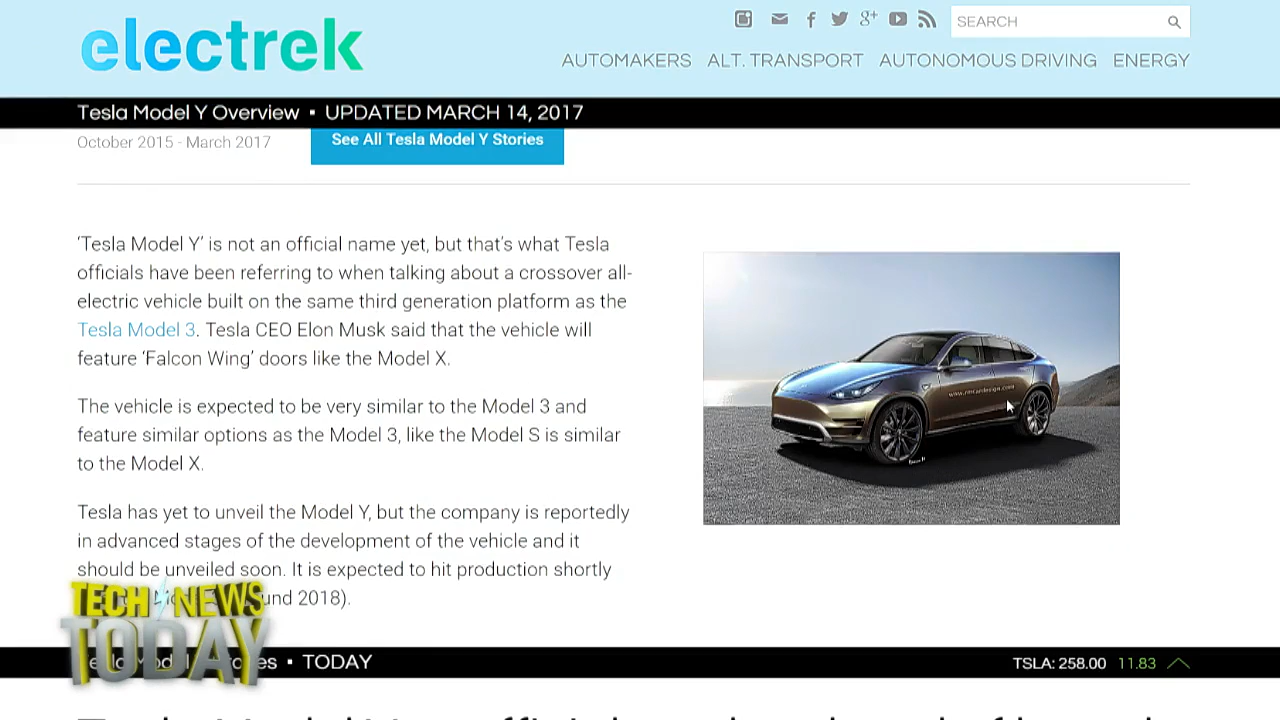 electrek
SEARCH
AUTOMAKERS ALT. TRANSPORT AUTONOMOUS DRIVING ENERGY
Tesla Model Y Overview ▪ UPDATED MARCH 14, 2017
October 2015 - March 2017
See All Tesla Model Y Stories
‘Tesla Model Y’ is not an official name yet, but that’s what Tesla
officials have been referring to when talking about a crossover all-
electric vehicle built on the same third generation platform as the
Tesla Model 3. Tesla CEO Elon Musk said that the vehicle will
feature ‘Falcon Wing’ doors like the Model X.
The vehicle is expected to be very similar to the Model 3 and
feature similar options as the Model 3, like the Model S is similar
to the Model X.
Tesla has yet to unveil the Model Y, but the company is reportedly
in advanced stages of the development of the vehicle and it
should be unveiled soon. It is expected to hit production shortly
2018).
TECH NEWS
TODAY
▪ TODAY
TSLA: 258.00 11.83